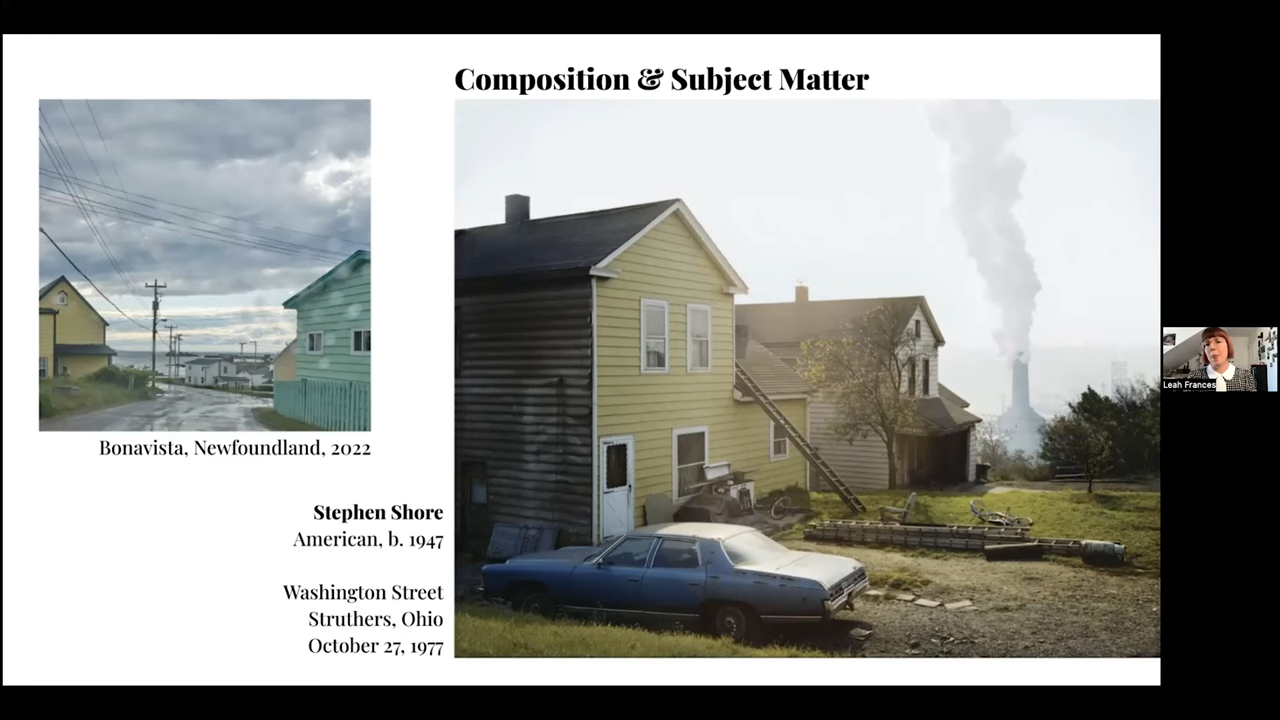 Composition & Subject Matter
Bonavista, Newfoundland, 2022
Stephen Shore
American, b. 1947
Washington Street
Struthers, Ohio
October 27, 1977
Leah Frances